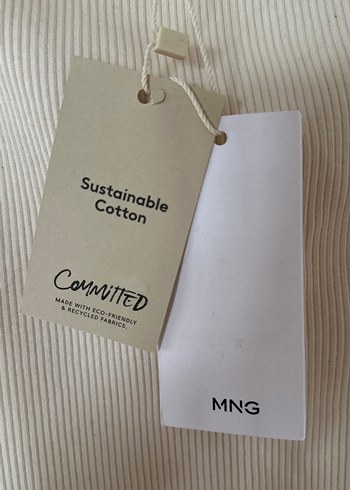 Sustainable
Cotton
COMMITTED
MADE WITH ECO-FRIENDLY
& RECYCLED FABRICS.
MNG